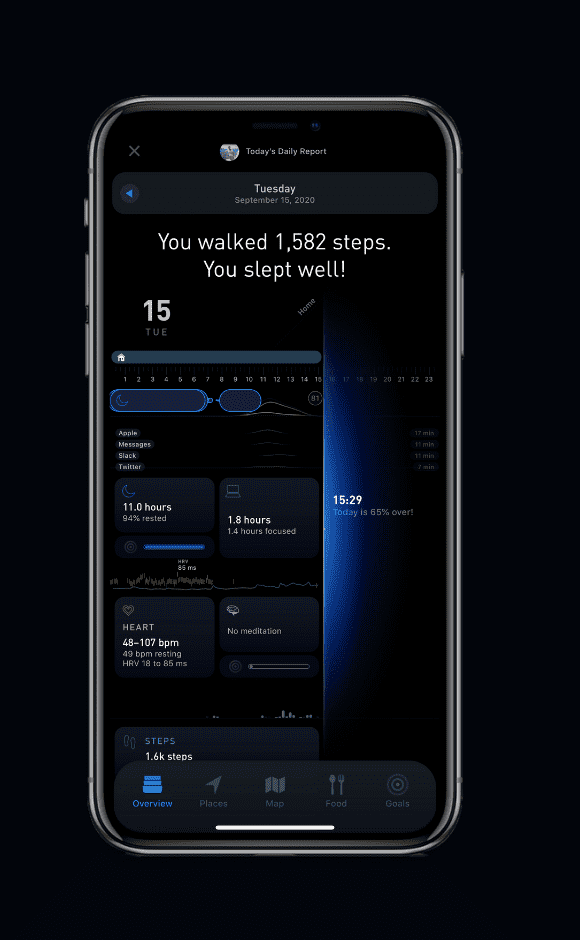 Today's Daily Report
Tuesday
September 15, 2020
You walked 1,582 steps.
You slept well!
15
TUE
Home
1 2 3 4 5 6 7 8 9 10 11 12 13 14 15 16 17 18 19 20 21 22 23
81
Apple 17 min
Messages 11 min
Slack 11 min
Twitter 7 min
11.0 hours
94% rested
1.8 hours
1.4 hours focused
15:29
Today is 65% over!
HRV
85 ms
HEART
48–107 bpm
49 bpm resting
HRV 18 to 85 ms
No meditation
STEPS
1.6k steps
Overview Places Map Food Goals